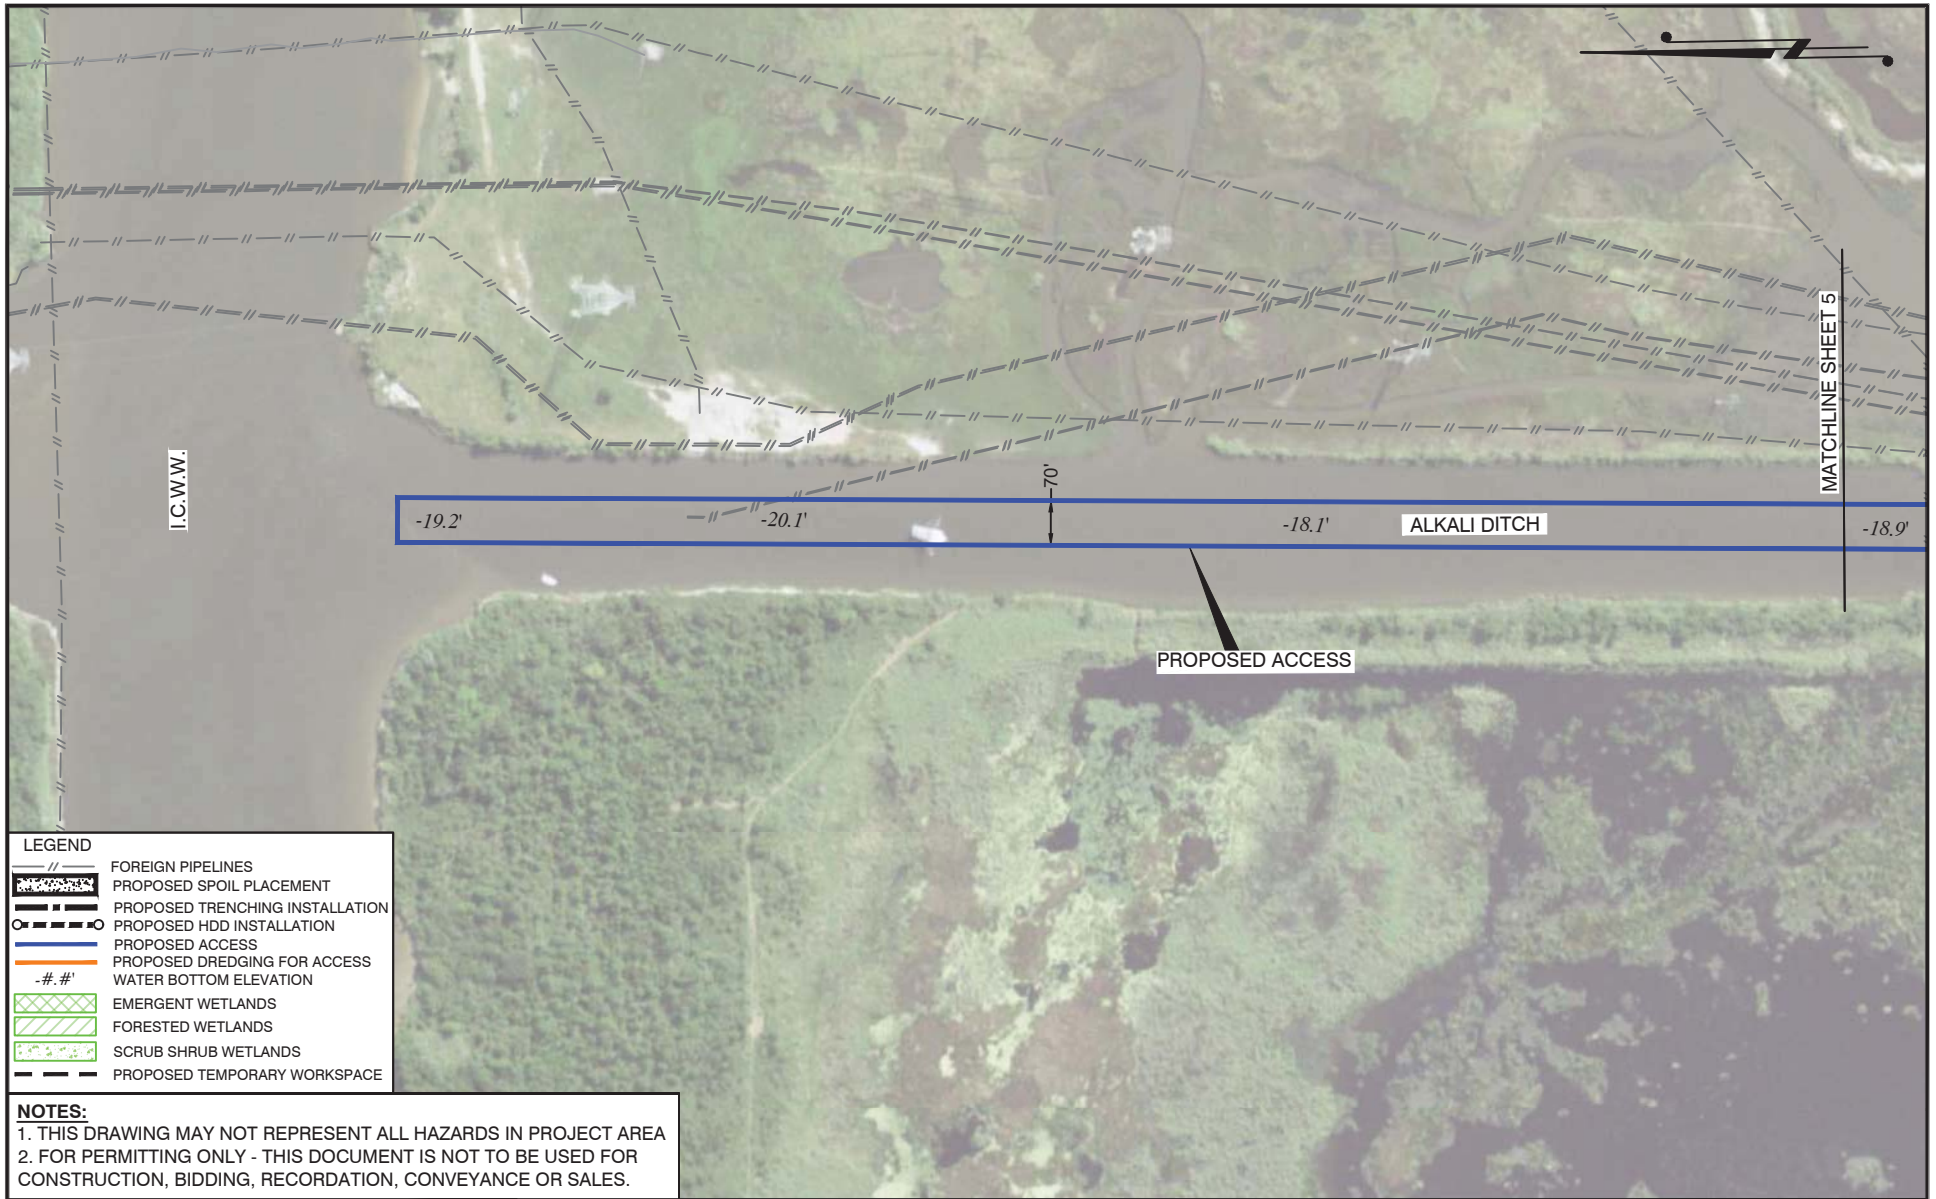 MATCHLINE SHEET 5
I.C.W.W.
70'
-19.2'
-20.1'
-18.1'
ALKALI DITCH
-18.9'
PROPOSED ACCESS
LEGEND
FOREIGN PIPELINES
PROPOSED SPOIL PLACEMENT
PROPOSED TRENCHING INSTALLATION
PROPOSED HDD INSTALLATION
PROPOSED ACCESS
PROPOSED DREDGING FOR ACCESS
-#.#' WATER BOTTOM ELEVATION
EMERGENT WETLANDS
FORESTED WETLANDS
SCRUB SHRUB WETLANDS
PROPOSED TEMPORARY WORKSPACE
NOTES:
1. THIS DRAWING MAY NOT REPRESENT ALL HAZARDS IN PROJECT AREA
2. FOR PERMITTING ONLY - THIS DOCUMENT IS NOT TO BE USED FOR
CONSTRUCTION, BIDDING, RECORDATION, CONVEYANCE OR SALES.